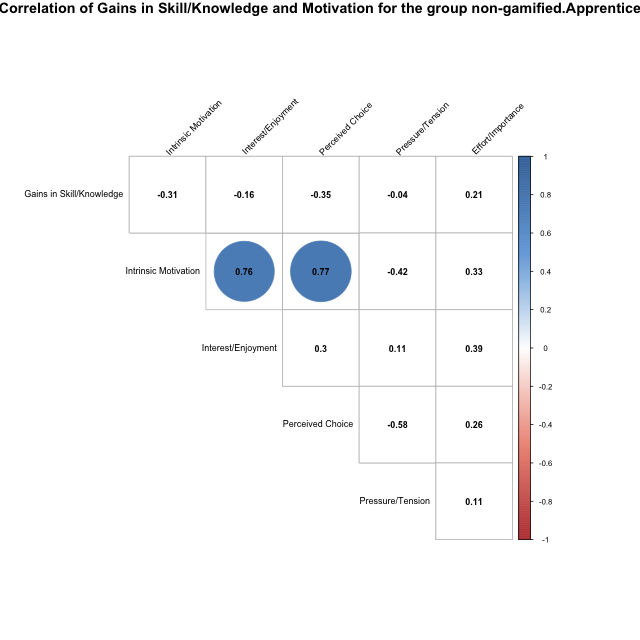 Correlation of Gains in Skill/Knowledge and Motivation for the group non-gamified.Apprentice
Intrinsic Motivation
Interest/Enjoyment
Perceived Choice
Pressure/Tension
Effort/Importance
Gains in Skill/Knowledge -0.31 -0.16 -0.35 -0.04 0.21
Intrinsic Motivation 0.76 0.77 -0.42 0.33
Interest/Enjoyment 0.3 0.11 0.39
Perceived Choice -0.58 0.26
Pressure/Tension 0.11
1
0.8
0.6
0.4
0.2
0
-0.2
-0.4
-0.6
-0.8
-1